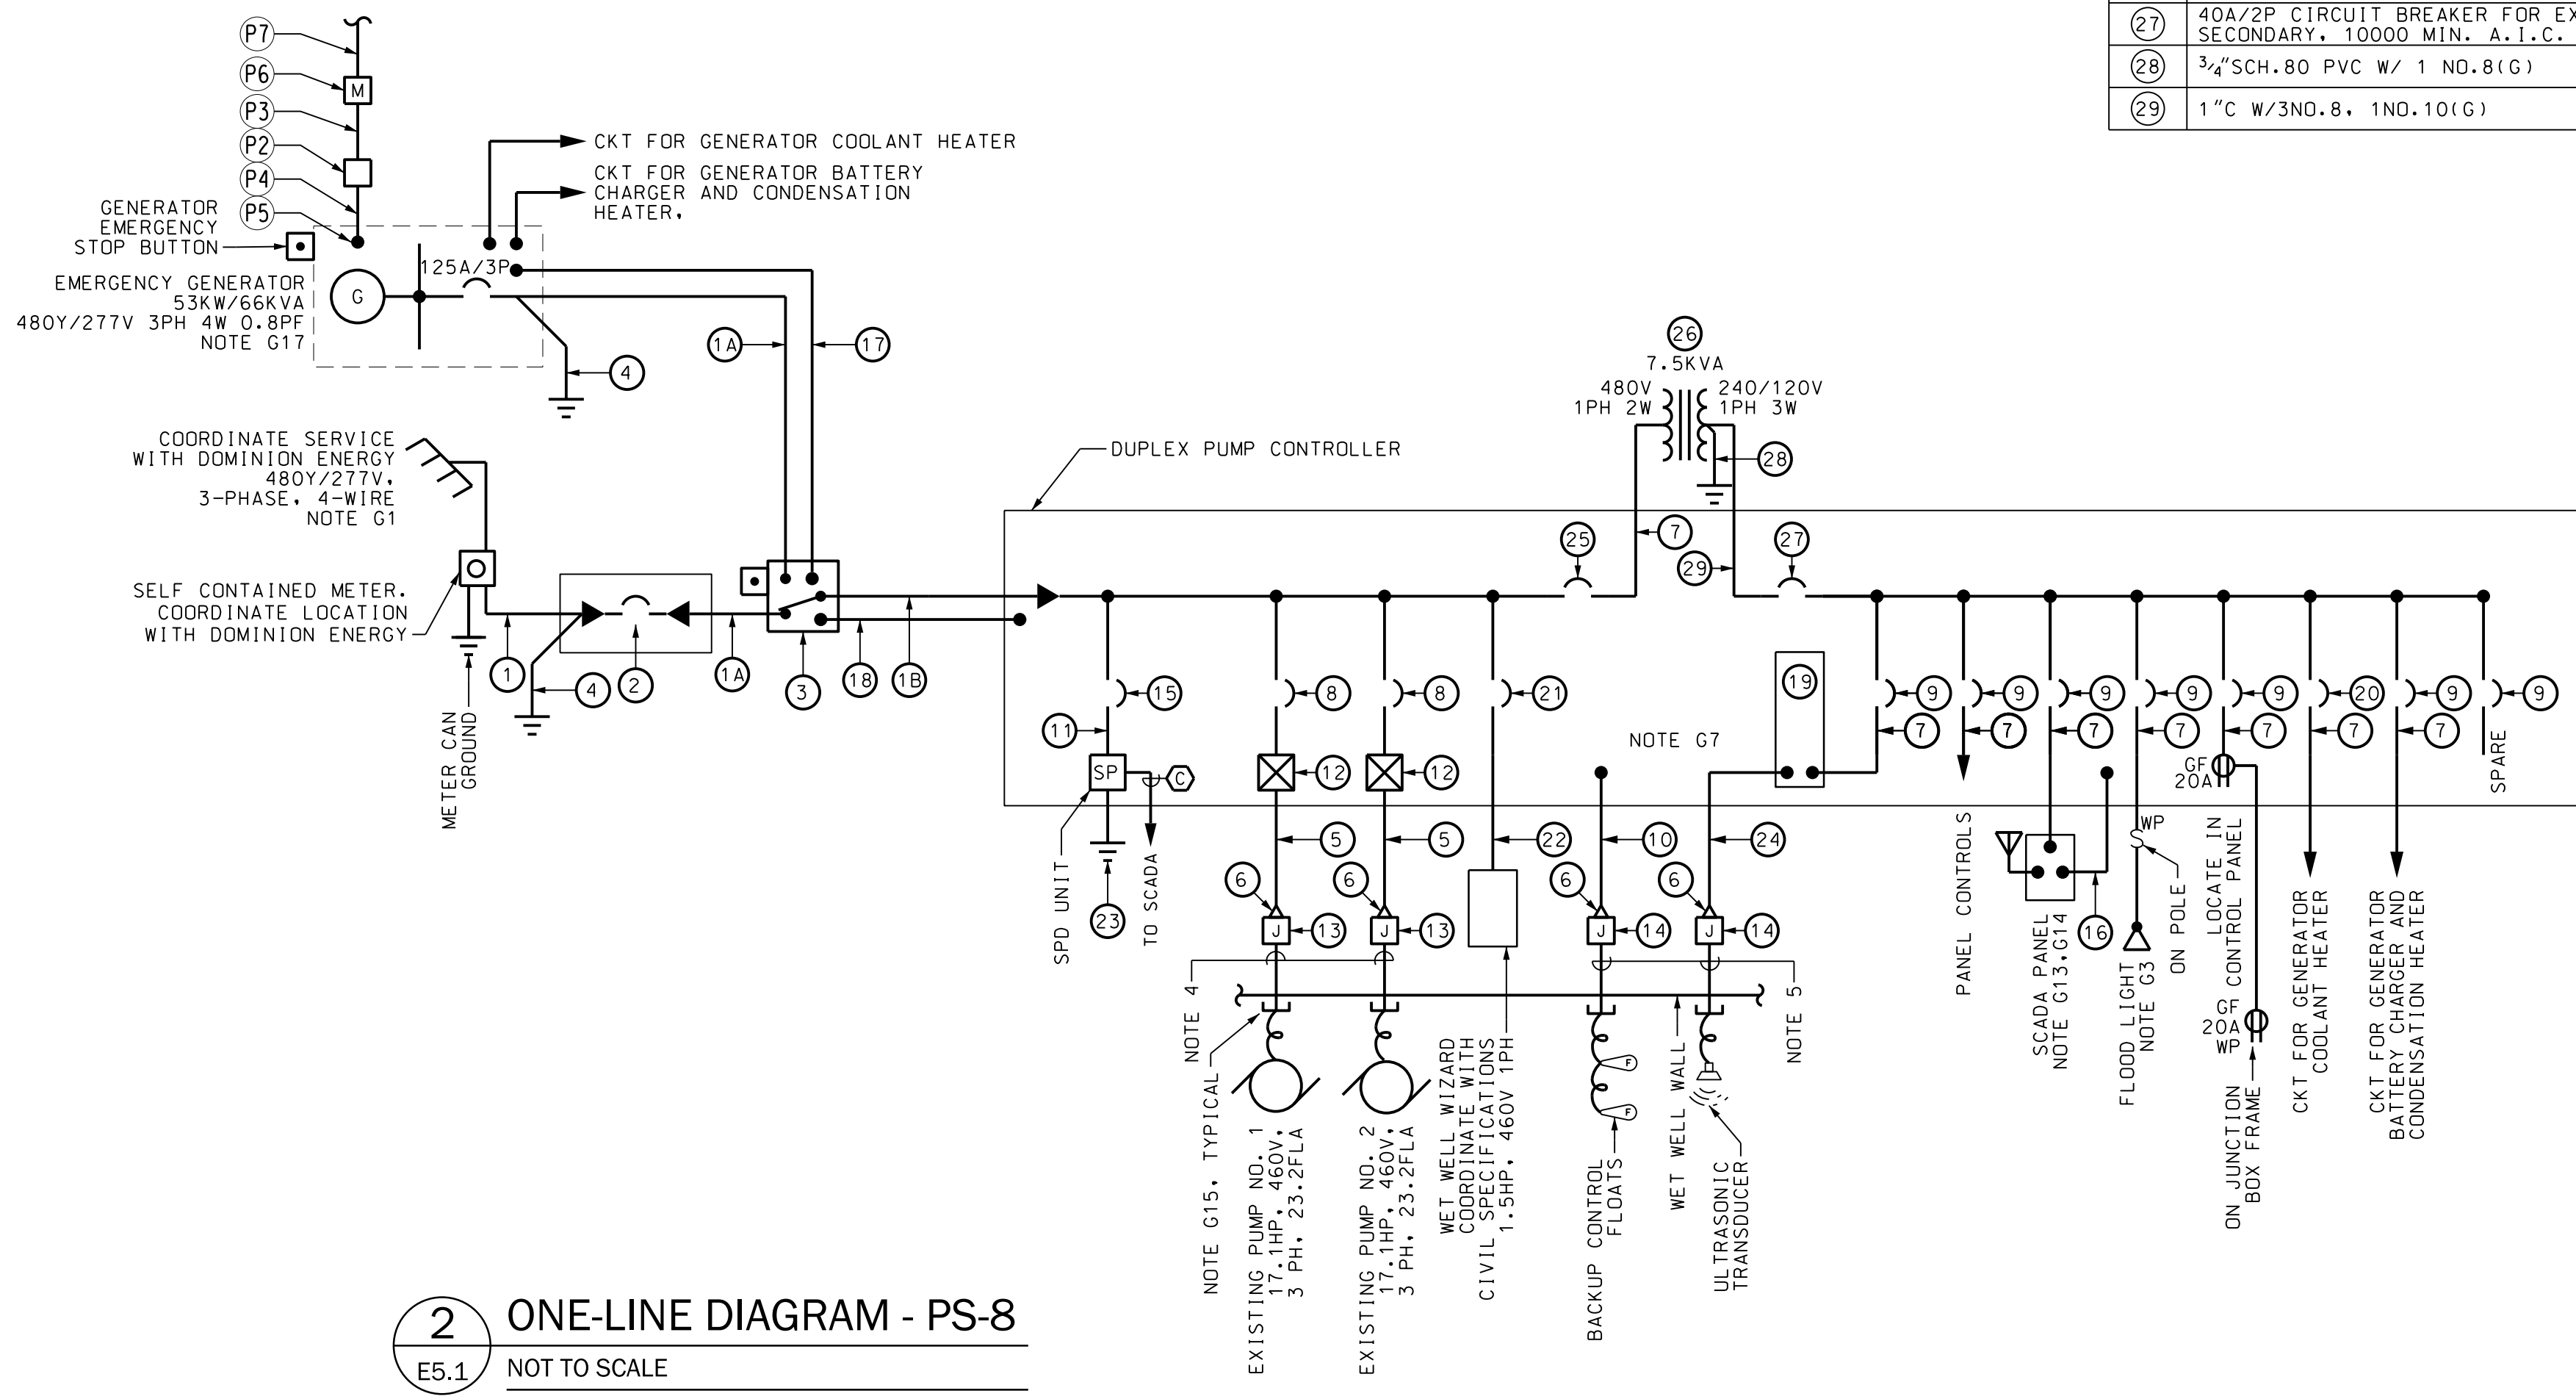 27
40A/2P CIRCUIT BREAKER FOR EX
SECONDARY, 10000 MIN. A.I.C.
28
3/4"SCH.80 PVC W/ 1 NO.8(G)
29
1"C W/3NO.8, 1NO.10(G)
P7
P6
M
P3
P2
P4
P5
GENERATOR
EMERGENCY
STOP BUTTON
CKT FOR GENERATOR COOLANT HEATER
CKT FOR GENERATOR BATTERY
CHARGER AND CONDENSATION
HEATER,
EMERGENCY GENERATOR
53KW/66KVA
480Y/277V 3PH 4W 0.8PF
NOTE G17
G
125A/3P
4
1A
17
COORDINATE SERVICE
WITH DOMINION ENERGY
480Y/277V,
3-PHASE, 4-WIRE
NOTE G1
SELF CONTAINED METER.
COORDINATE LOCATION
WITH DOMINION ENERGY
METER CAN
GROUND
1
4
2
1A
3
18
1B
DUPLEX PUMP CONTROLLER
26
7.5KVA
480V
1PH 2W
240/120V
1PH 3W
28
25
7
29
27
15
8
8
21
19
9
9
9
9
9
20
9
9
11
NOTE G7
7
7
7
7
7
7
7
SP
C
12
12
GF
20A
SPARE
5
5
22
10
24
6
6
6
6
23
J
13
J
13
J
14
J
14
16
SPD UNIT
TO SCADA
NOTE 4
NOTE 5
NOTE G15, TYPICAL
EXISTING PUMP NO. 1
17.1HP, 460V,
3 PH, 23.2FLA
EXISTING PUMP NO. 2
17.1HP, 460V,
3 PH, 23.2FLA
WET WELL WIZARD
COORDINATE WITH
CIVIL SPECIFICATIONS
1.5HP, 460V 1PH
F
F
BACKUP CONTROL
FLOATS
WET WELL WALL
ULTRASONIC
TRANSDUCER
PANEL CONTROLS
SCADA PANEL
NOTE G13,G14
WP
FLOOD LIGHT
NOTE G3
ON POLE
LOCATE IN
CONTROL PANEL
GF
20A
WP
ON JUNCTION
BOX FRAME
CKT FOR GENERATOR
COOLANT HEATER
CKT FOR GENERATOR
BATTERY CHARGER AND
CONDENSATION HEATER
2
E5.1
ONE-LINE DIAGRAM - PS-8
NOT TO SCALE